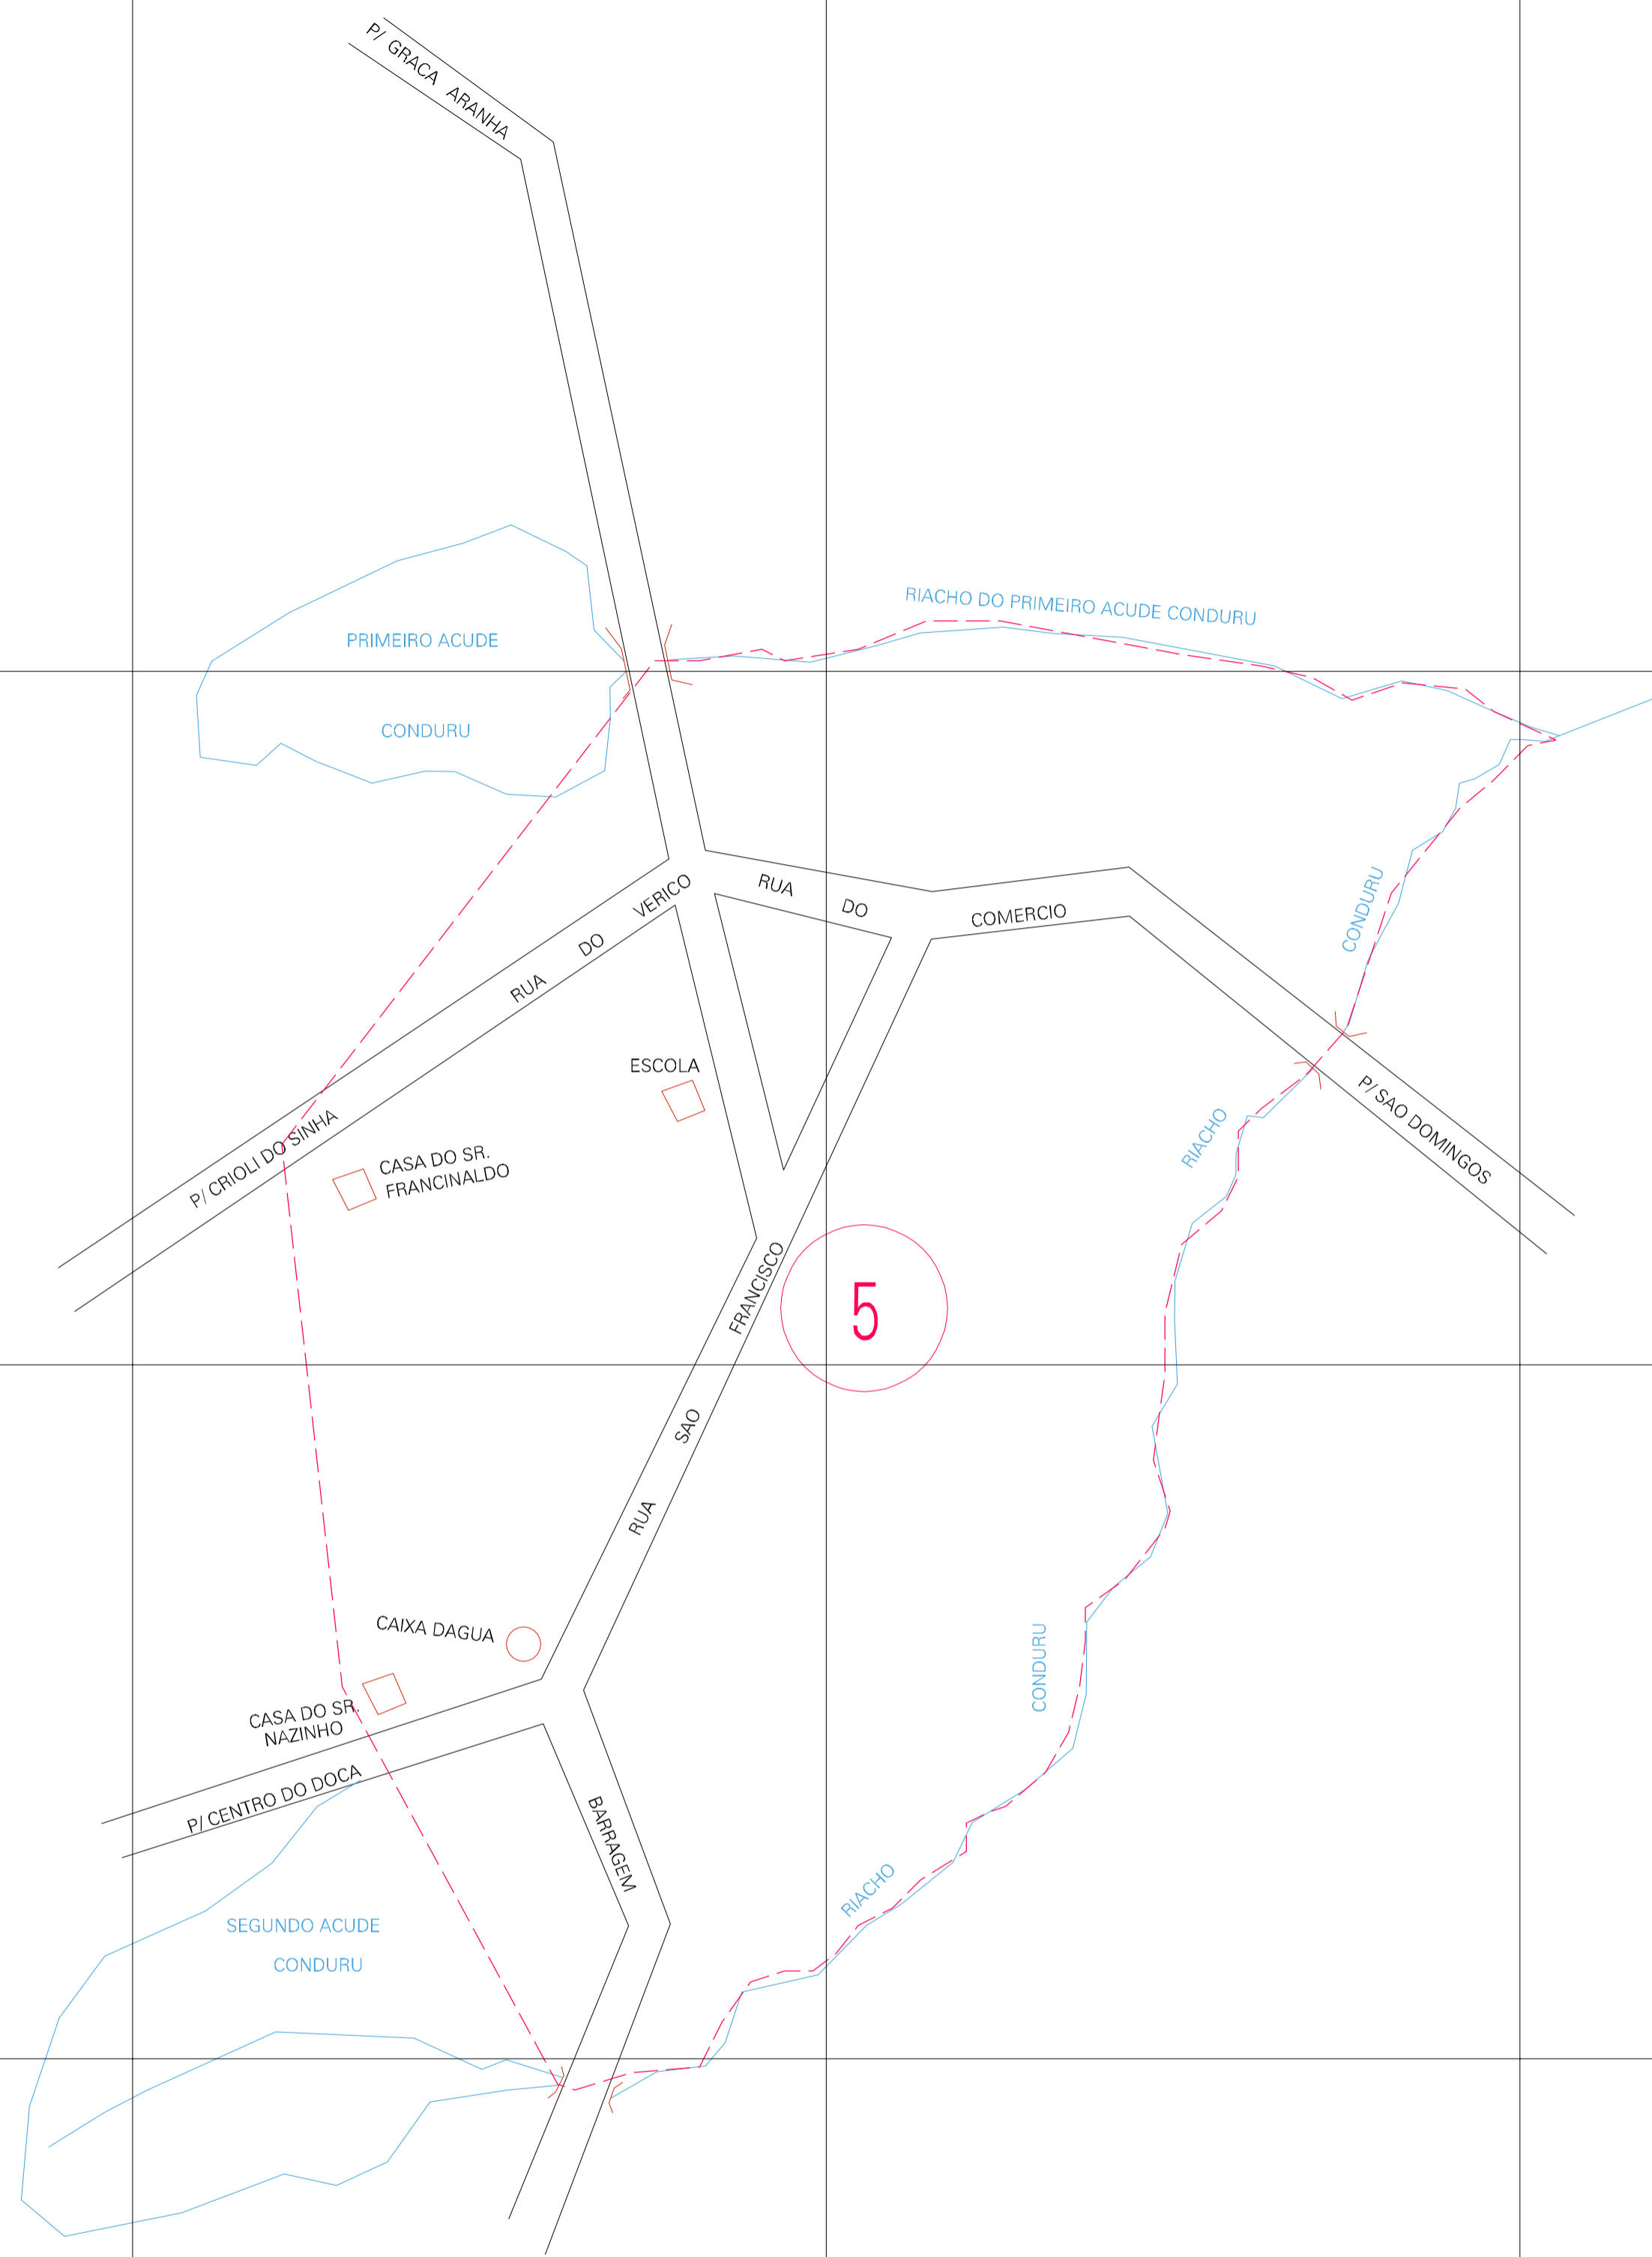 P/ GRACA ARANHA
RIACHO DO PRIMEIRO ACUDE CONDURU
PRIMEIRO ACUDE
CONDURU
RUA DO VERICO
RUA DO COMERCIO
CONDURU
ESCOLA
P/ SAO DOMINGOS
RIACHO
P/ CRIOLI DO SINHA
CASA DO SR.
FRANCINALDO
5
RUA SAO FRANCISCO
CAIXA DAGUA
CONDURU
CASA DO SR.
NAZINHO
P/ CENTRO DO DOCA
BARRAGEM
RIACHO
SEGUNDO ACUDE
CONDURU